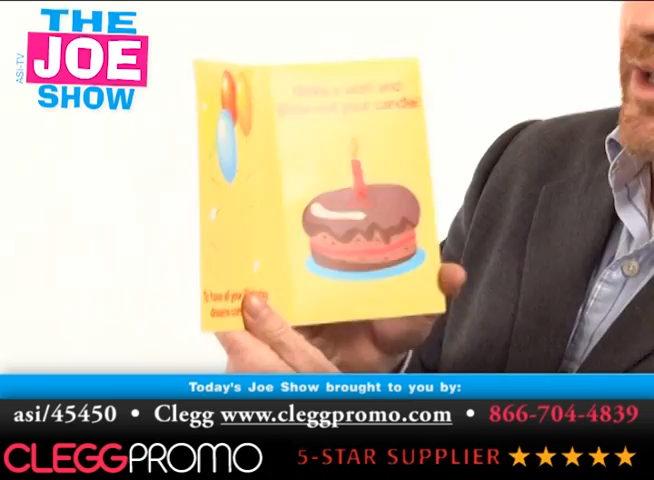 THE
ASI-TV
JOE
SHOW
Make a wish and
Blow out your candle
To have all your
dreams com
Today's Joe Show brought to you by:
asi/45450 • Clegg www.cleggpromo.com • 866-704-4839
CLEGGPROMO 5-STAR SUPPLIER ★★★★★